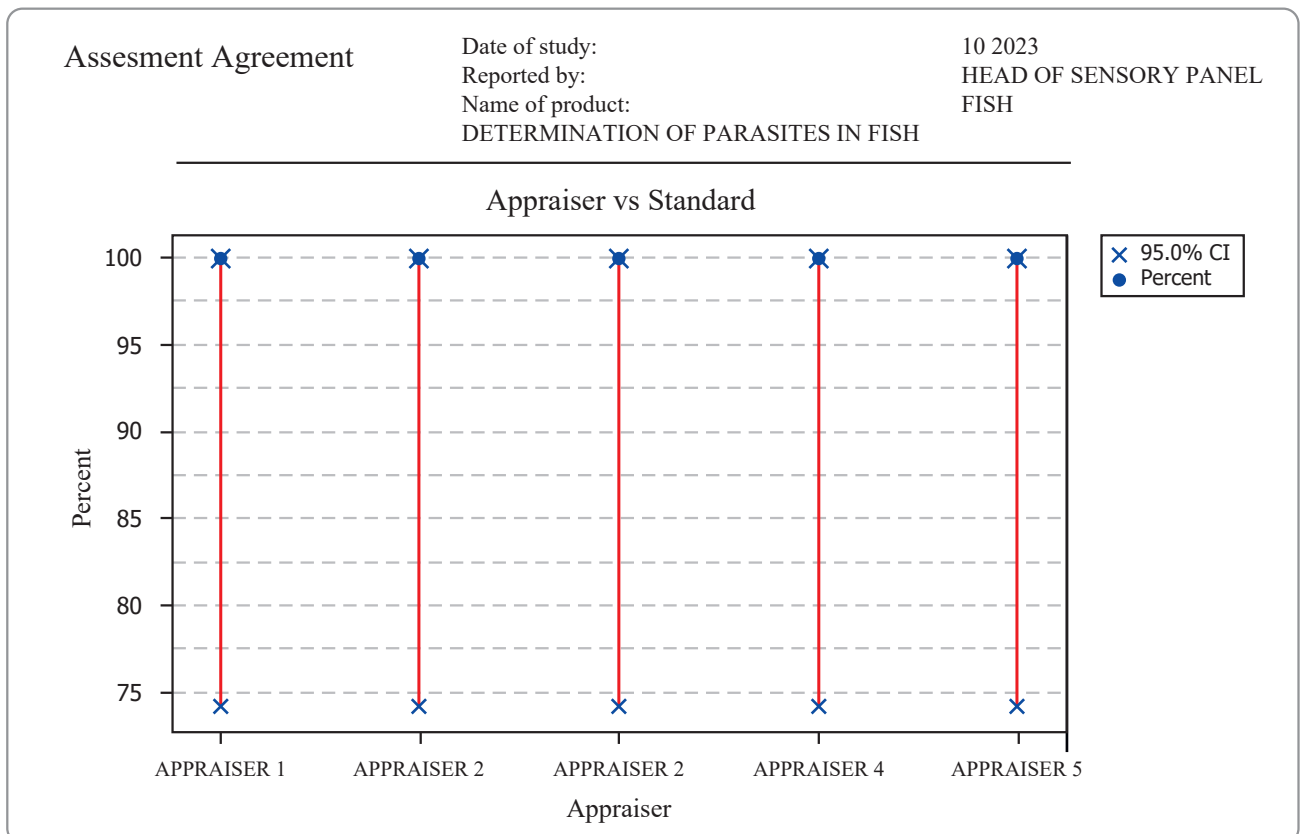 Assesment Agreement
Date of study: 10 2023
Reported by: HEAD OF SENSORY PANEL
Name of product: FISH
DETERMINATION OF PARASITES IN FISH
Appraiser vs Standard
100
95
90
85
80
75
Percent
APPRAISER 1 APPRAISER 2 APPRAISER 2 APPRAISER 4 APPRAISER 5
Appraiser
95.0% CI
Percent